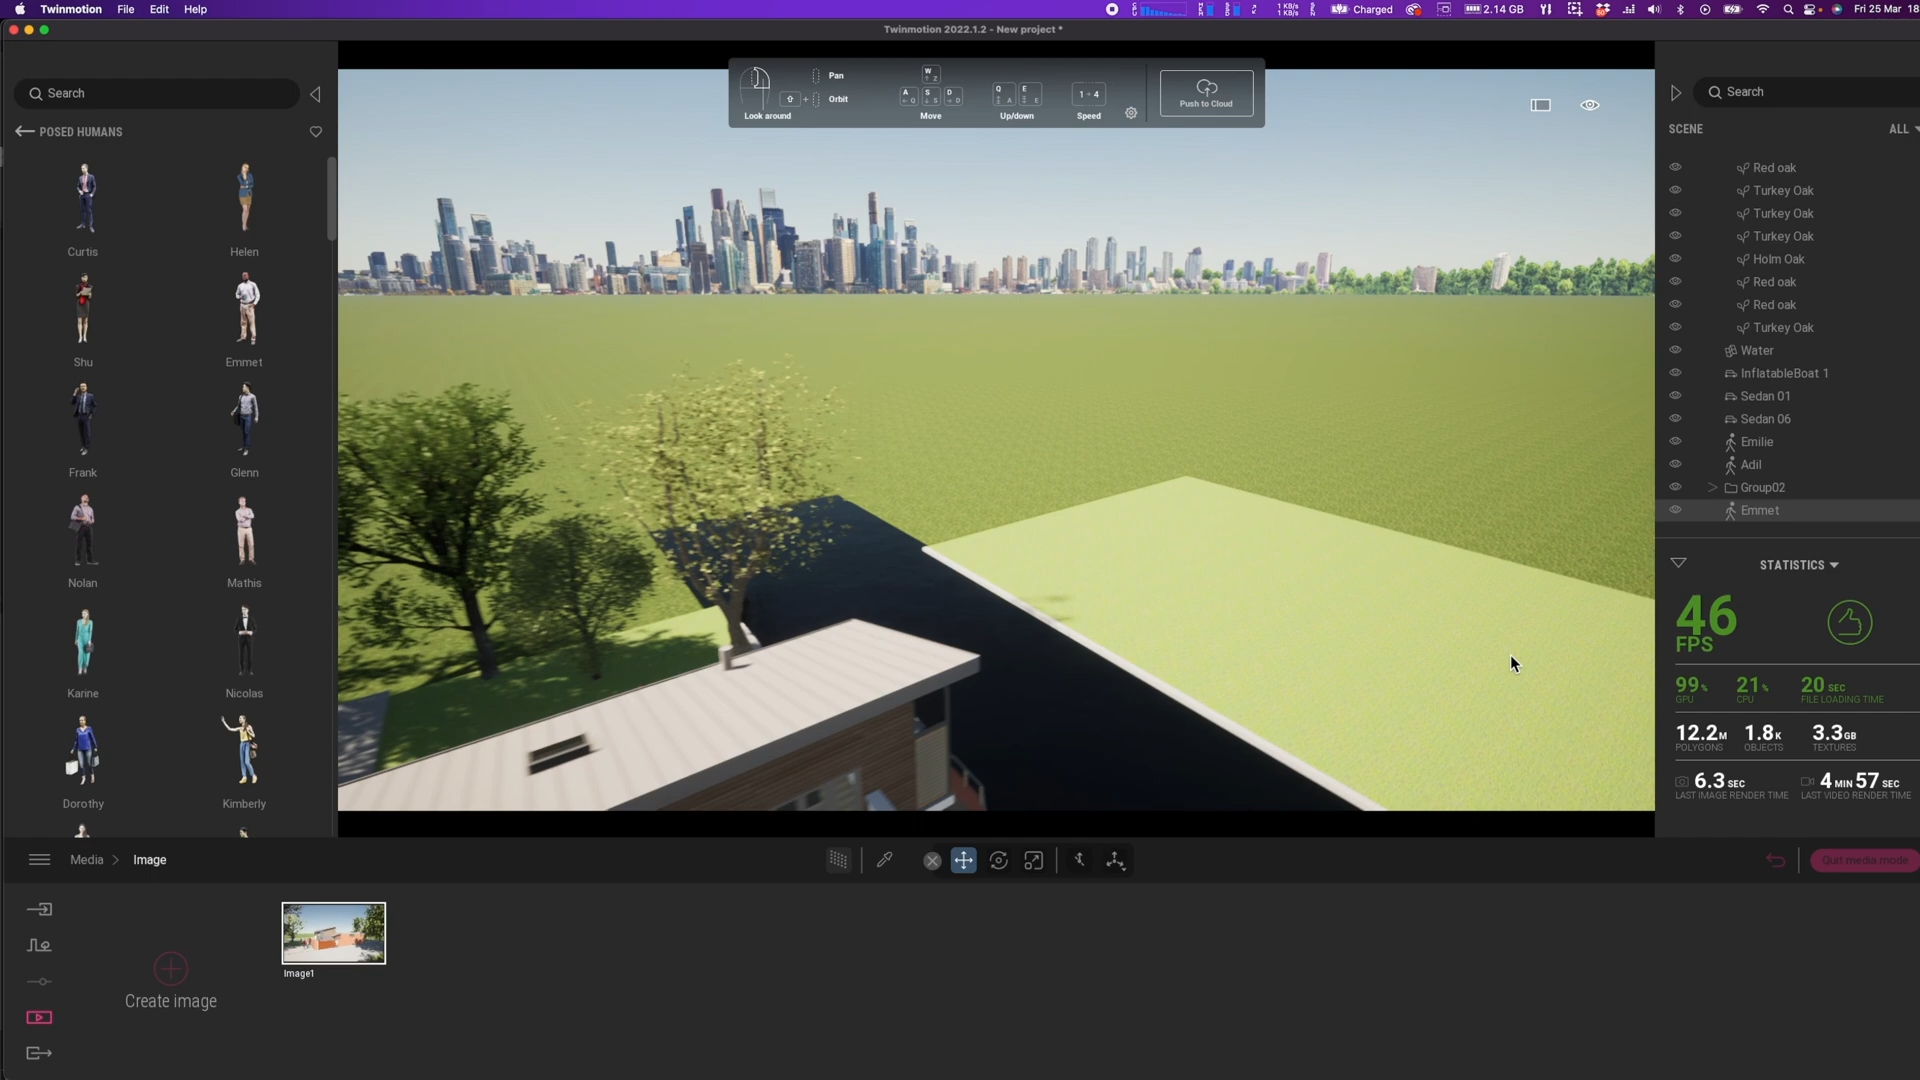 Twinmotion File Edit Help
1 KB/s
1 KB/s
Charged
2.14 GB
Fri 25 Mar 18
Twinmotion 2022.1.2 - New project *
Search
POSED HUMANS
Curtis Helen
Shu Emmet
Frank Glenn
Nolan Mathis
Karine Nicolas
Dorothy Kimberly
Pan
Orbit
Look around
W
Z
A Q S S D D
Move
Q A E E
Up/down
1 4
Speed
Push to Cloud
Search
SCENE ALL
Red oak
Turkey Oak
Turkey Oak
Turkey Oak
Holm Oak
Red oak
Red oak
Turkey Oak
Water
InflatableBoat 1
Sedan 01
Sedan 06
Emilie
Adil
> Group02
Emmet
STATISTICS
46
FPS
99% 21% 20 SEC
GPU CPU FILE LOADING TIME
12.2M 1.8K 3.3GB
POLYGONS OBJECTS TEXTURES
6.3 SEC 4 MIN 57 SEC
LAST IMAGE RENDER TIME LAST VIDEO RENDER TIME
Media > Image
Quit media mode
Create image
Image1